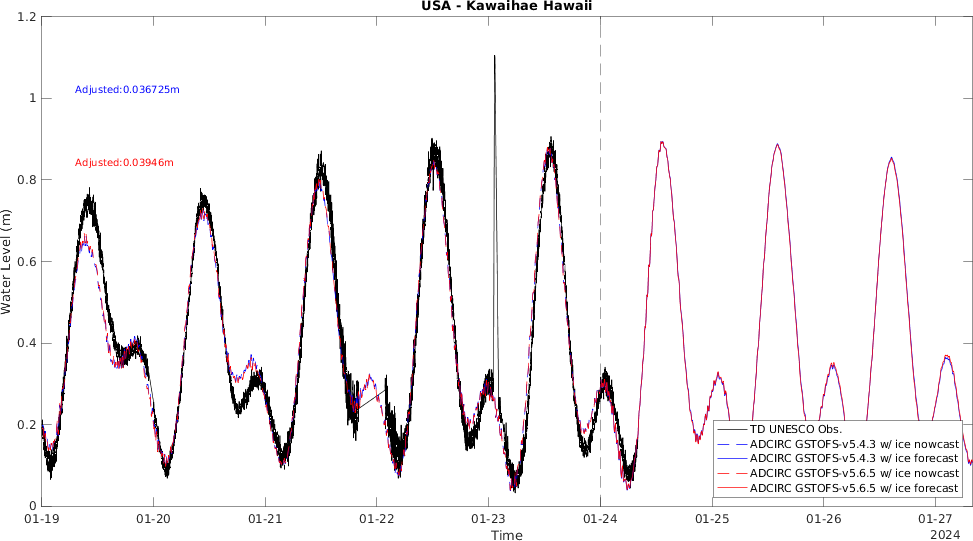 USA - Kawaihae Hawaii
1.2
1
0.8
0.6
0.4
0.2
0
Water Level (m)
Adjusted:0.036725m
Adjusted:0.03946m
TD UNESCO Obs.
ADCIRC GSTOFS-v5.4.3 w/ ice nowcast
ADCIRC GSTOFS-v5.4.3 w/ ice forecast
ADCIRC GSTOFS-v5.6.5 w/ ice nowcast
ADCIRC GSTOFS-v5.6.5 w/ ice forecast
01-19 01-20 01-21 01-22 01-23 01-24 01-25 01-26 01-27
Time
2024